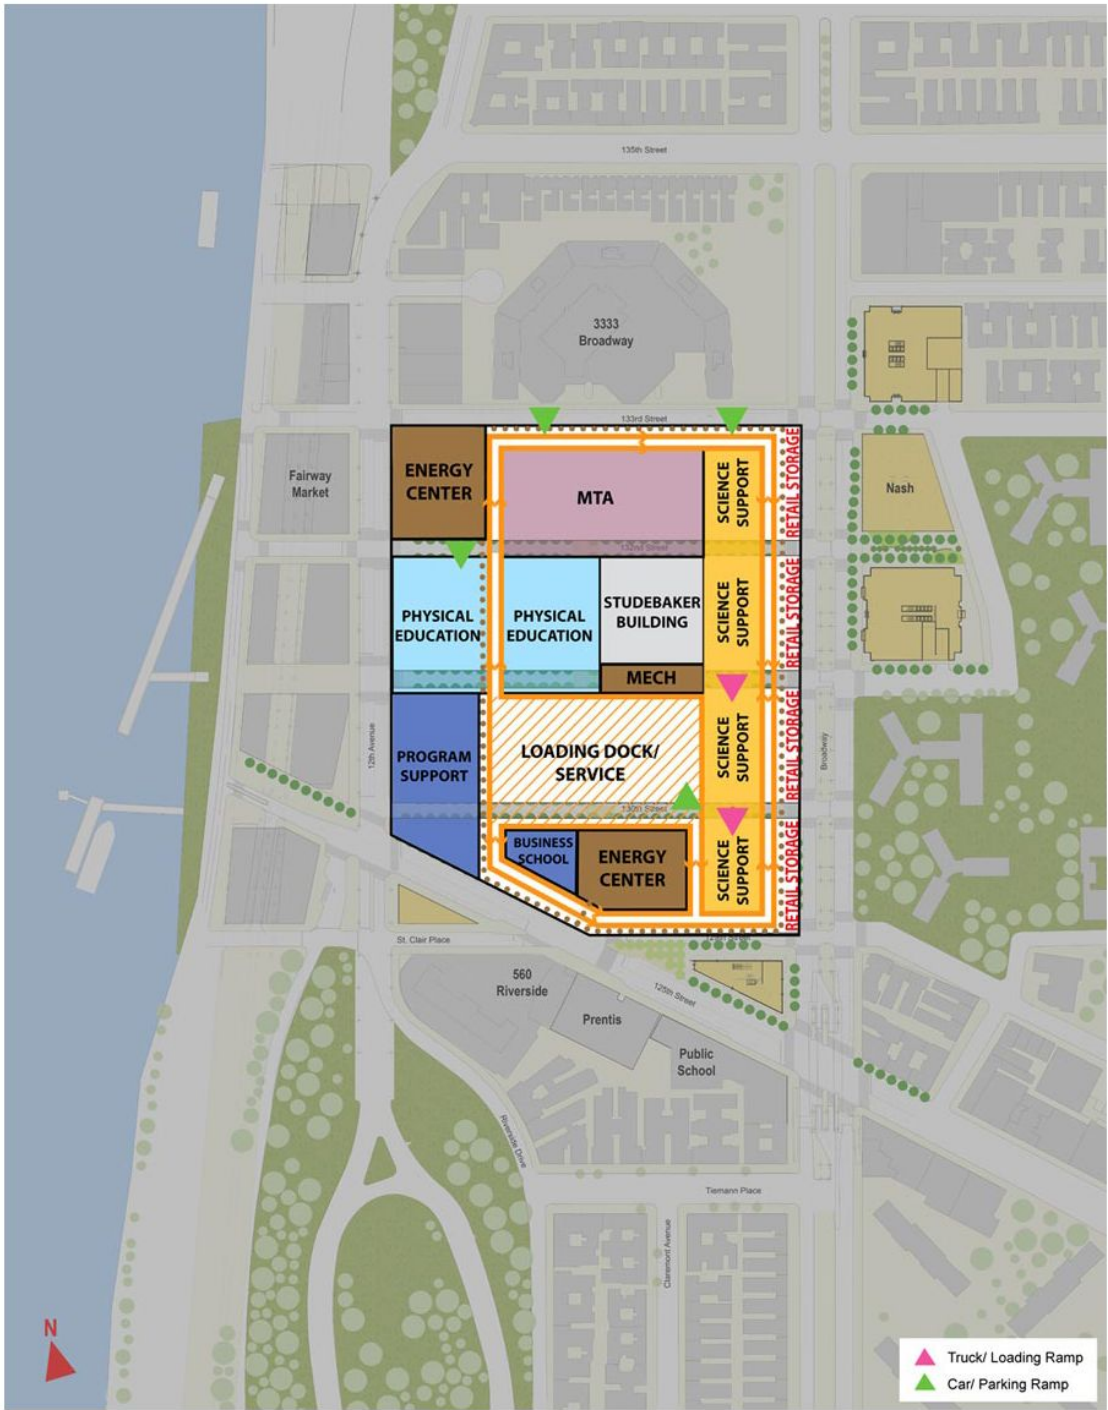 135th Street
3333
Broadway
133rd Street
Fairway
Market
ENERGY
CENTER
MTA
SCIENCE
SUPPORT
RETAIL STORAGE
Nash
132nd Street
PHYSICAL
EDUCATION
PHYSICAL
EDUCATION
STUDEBAKER
BUILDING
SCIENCE
SUPPORT
RETAIL STORAGE
MECH
12th Avenue
PROGRAM
SUPPORT
LOADING DOCK/
SERVICE
SCIENCE
SUPPORT
RETAIL STORAGE
Broadway
130th Street
BUSINESS
SCHOOL
ENERGY
CENTER
SCIENCE
SUPPORT
RETAIL STORAGE
St. Clair Place
129th Street
560
Riverside
125th Street
Prentis
Public
School
Riverside Drive
Tiemann Place
Claremont Avenue
N
Truck/ Loading Ramp
Car/ Parking Ramp